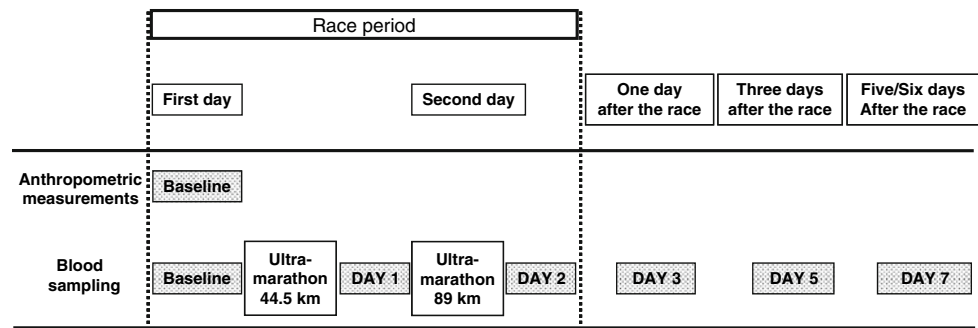 Race period
First day
Second day
One day
after the race
Three days
after the race
Five/Six days
After the race
Anthropometric
measurements
Baseline
Blood
sampling
Baseline
Ultra-
marathon
44.5 km
DAY 1
Ultra-
marathon
89 km
DAY 2
DAY 3
DAY 5
DAY 7